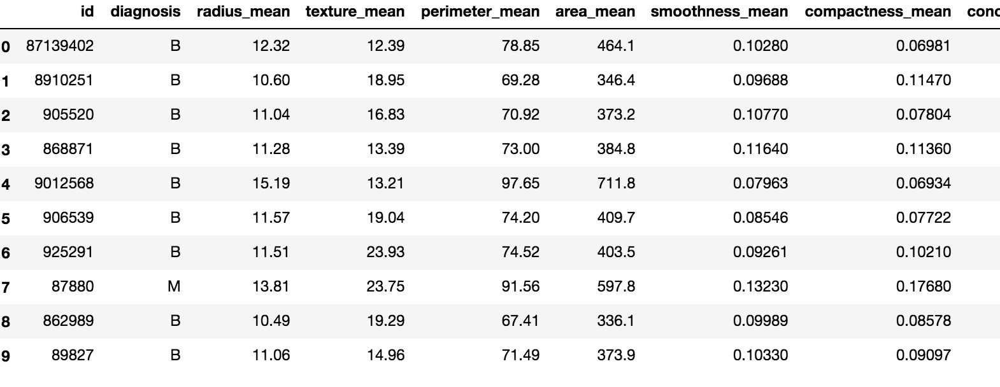 id diagnosis radius_mean texture_mean perimeter_mean area_mean smoothness_mean compactness_mean conc
0 87139402 B 12.32 12.39 78.85 464.1 0.10280 0.06981
1 8910251 B 10.60 18.95 69.28 346.4 0.09688 0.11470
2 905520 B 11.04 16.83 70.92 373.2 0.10770 0.07804
3 868871 B 11.28 13.39 73.00 384.8 0.11640 0.11360
4 9012568 B 15.19 13.21 97.65 711.8 0.07963 0.06934
5 906539 B 11.57 19.04 74.20 409.7 0.08546 0.07722
6 925291 B 11.51 23.93 74.52 403.5 0.09261 0.10210
7 87880 M 13.81 23.75 91.56 597.8 0.13230 0.17680
8 862989 B 10.49 19.29 67.41 336.1 0.09989 0.08578
9 89827 B 11.06 14.96 71.49 373.9 0.10330 0.09097